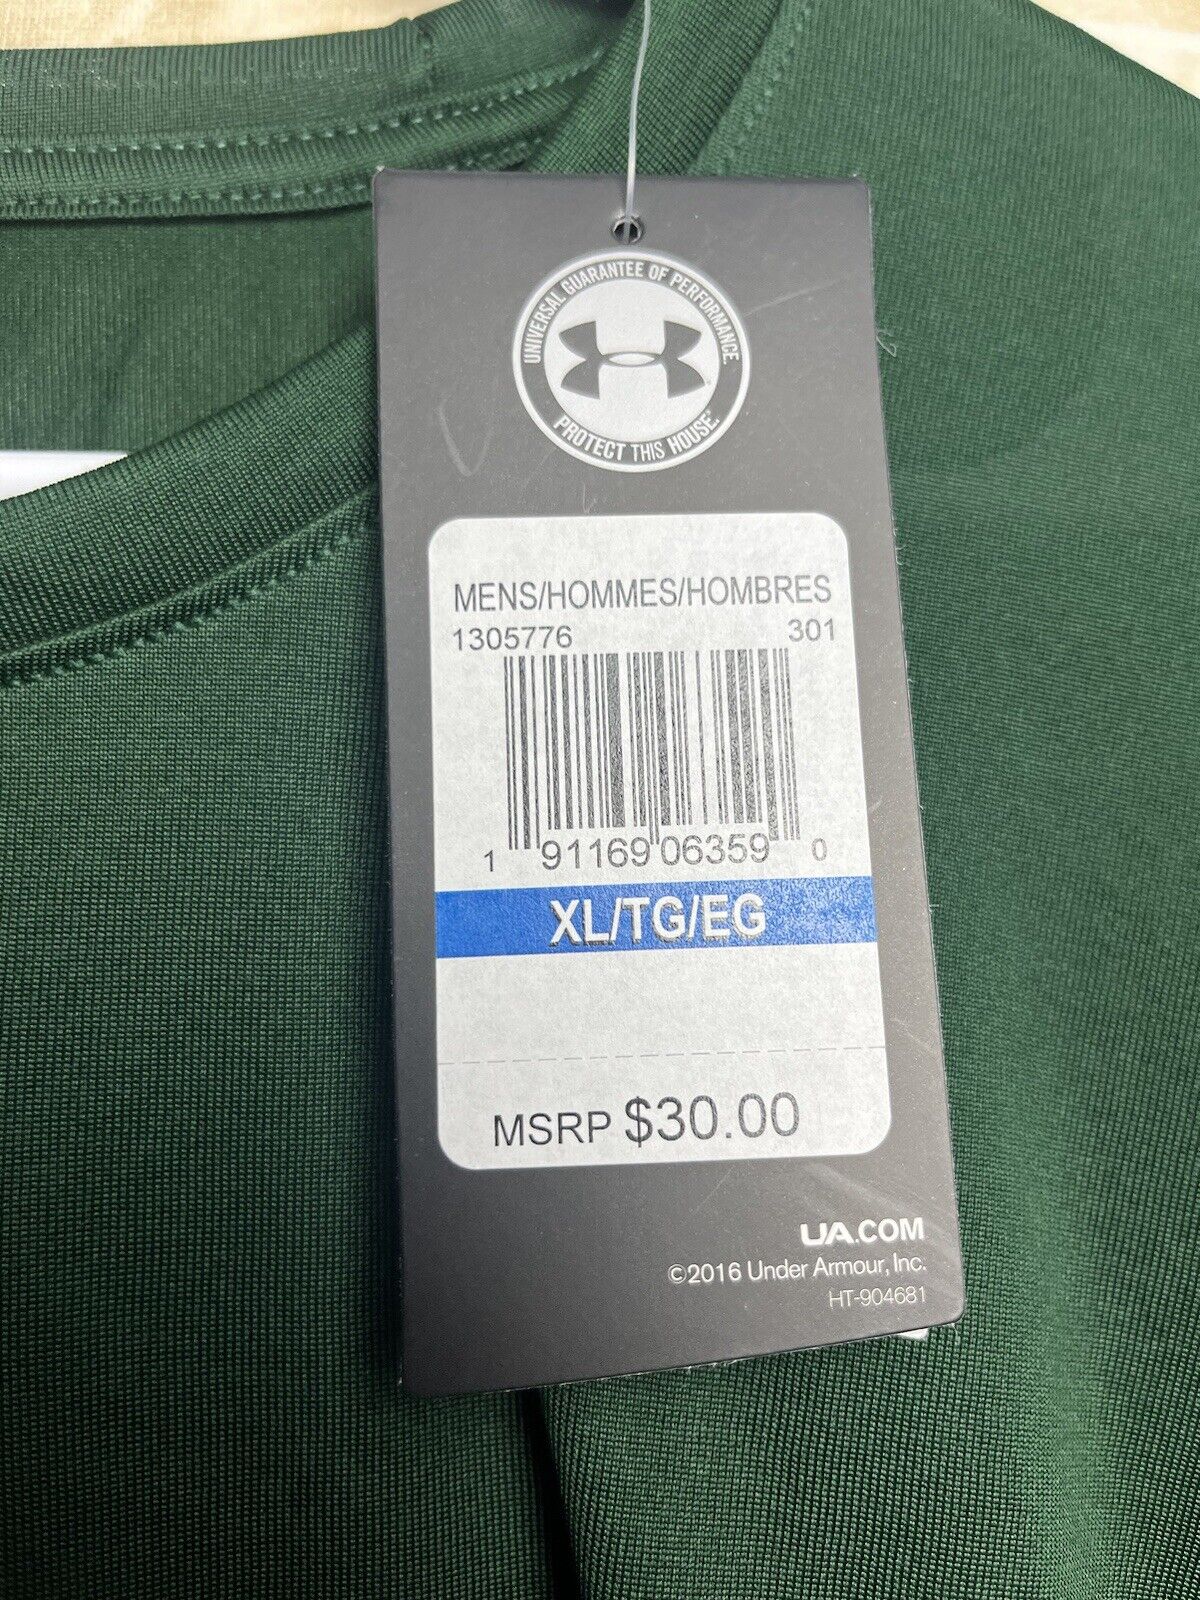 UNIVERSAL GUARANTEE OF PERFORMANCE.
PROTECT THIS HOUSE®
MENS/HOMMES/HOMBRES
1305776 301
1 91169 06359 0
XL/TG/EG
MSRP $30.00
UA.COM
©2016 Under Armour, Inc.
HT-904681